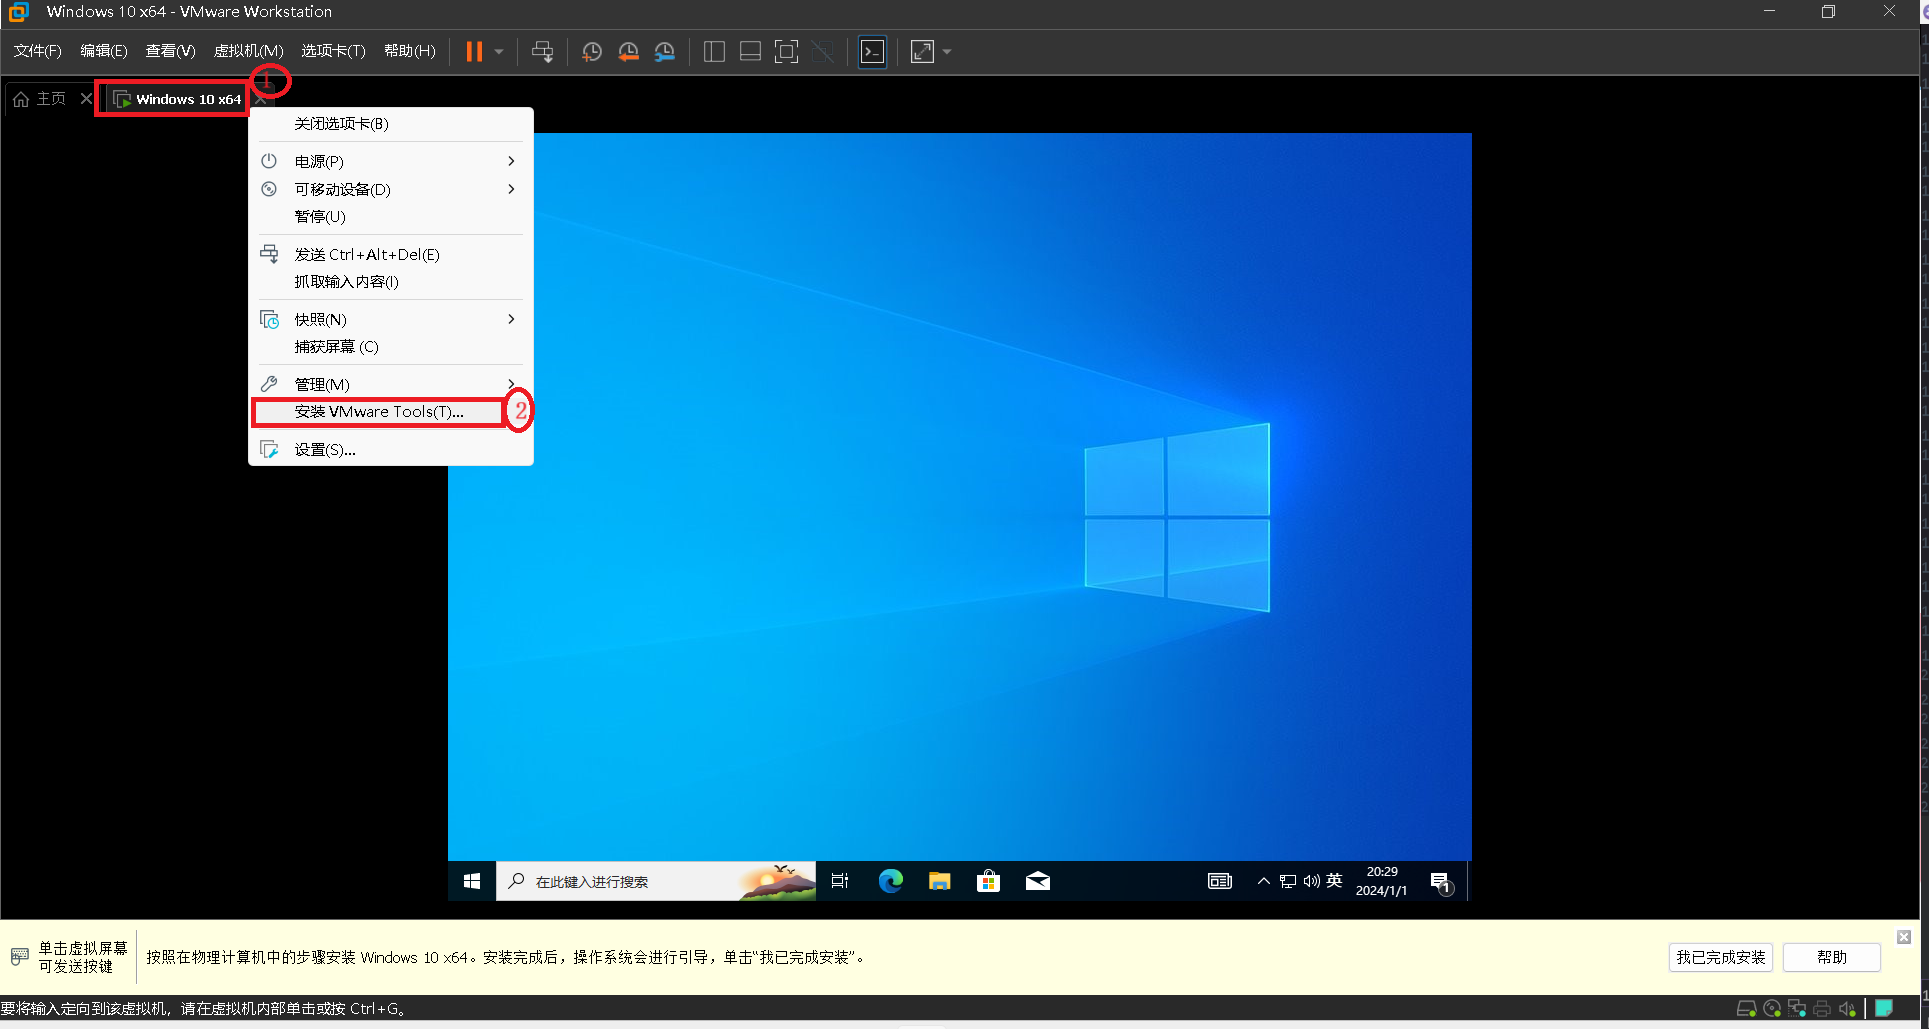 Windows 10 x64 - VMware Workstation
文件(F) 编辑(E) 查看(V) 虚拟机(M) 选项卡(T) 帮助(H)
主页 Windows 10 x64
1
关闭选项卡(B)
电源(P)
可移动设备(D)
暂停(U)
发送 Ctrl+Alt+Del(E)
抓取输入内容(I)
快照(N)
捕获屏幕 (C)
管理(M)
安装 VMware Tools(T)...
2
设置(S)...
在此键入进行搜索
英
20:29
2024/1/1
1
单击虚拟屏幕
可发送按键
按照在物理计算机中的步骤安装 Windows 10 x64。安装完成后，操作系统会进行引导，单击“我已完成安装”。
我已完成安装 帮助
要将输入定向到该虚拟机，请在虚拟机内部单击或按 Ctrl+G。